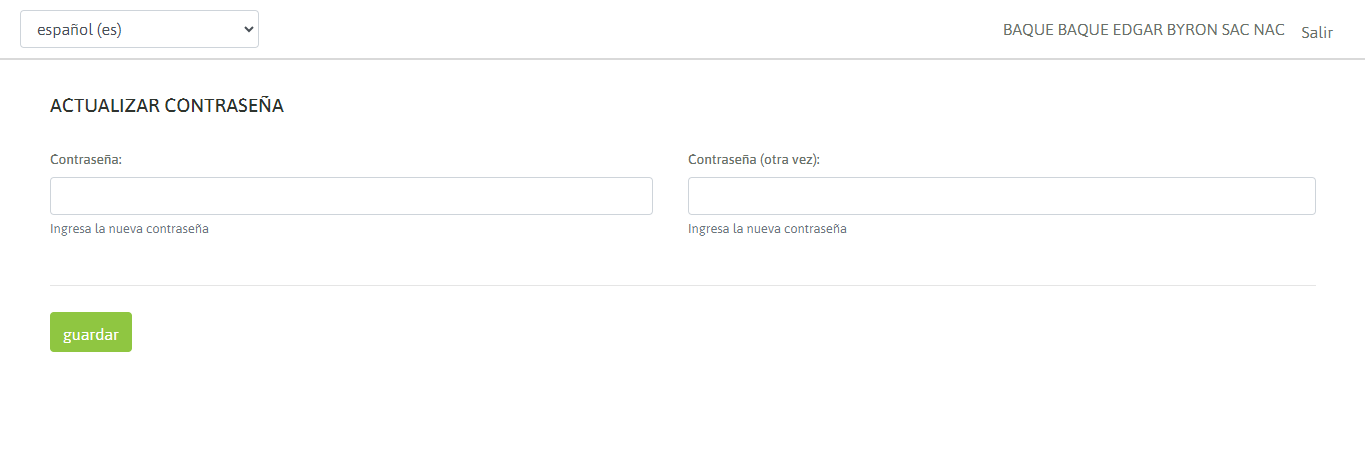 español (es)
BAQUE BAQUE EDGAR BYRON SAC NAC Salir
ACTUALIZAR CONTRASEÑA
Contraseña: Contraseña (otra vez):
Ingresa la nueva contraseña Ingresa la nueva contraseña
guardar